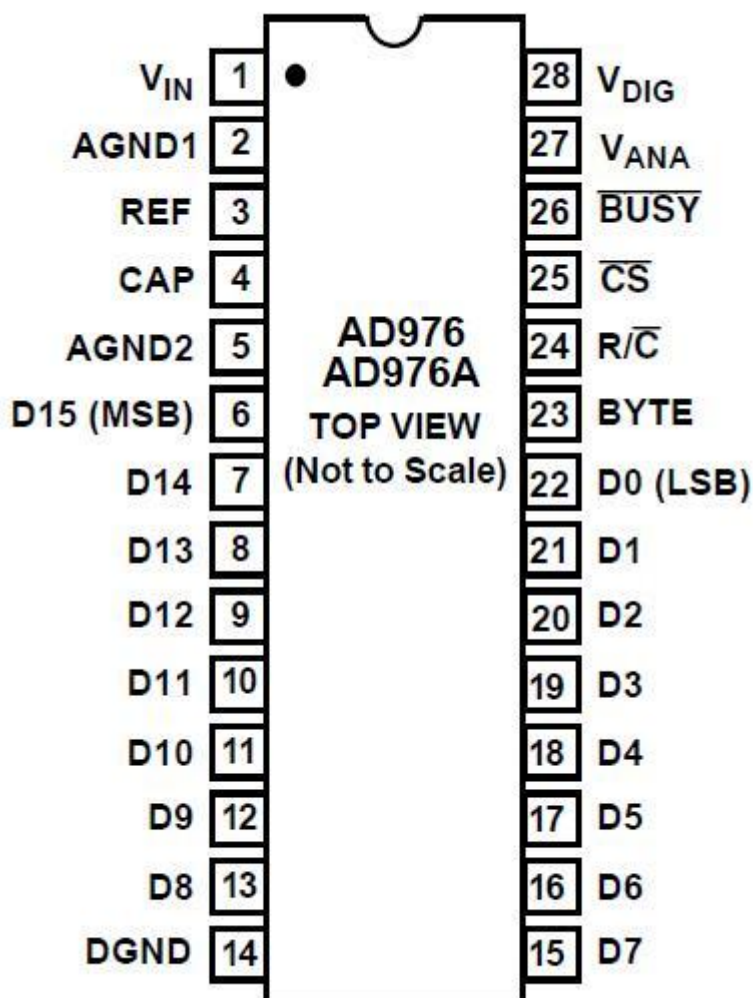 V_IN 1 28 V_DIG
AGND1 2 27 V_ANA
REF 3 26 B̅U̅S̅Y̅
CAP 4 25 C̅S̅
AGND2 5 24 R/C̅
D15 (MSB) 6 23 BYTE
D14 7 22 D0 (LSB)
D13 8 21 D1
D12 9 20 D2
D11 10 19 D3
D10 11 18 D4
D9 12 17 D5
D8 13 16 D6
DGND 14 15 D7
AD976
AD976A
TOP VIEW
(Not to Scale)